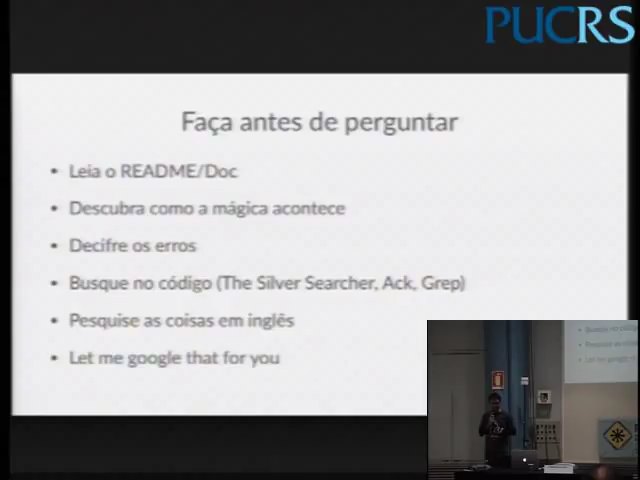 PUCRS
Faça antes de perguntar
• Leia o README/Doc
• Descubra como a mágica acontece
• Decifre os erros
• Busque no código (The Silver Searcher, Ack, Grep)
• Pesquise as coisas em inglês
• Let me google that for you